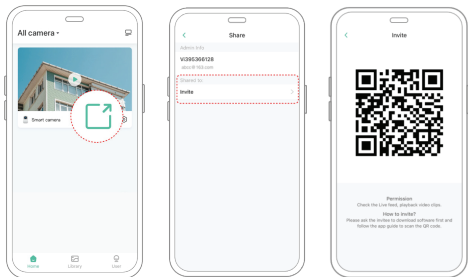 All camera
Smart camera
Home
Library
User
Share
Admin info
Vi395366128
Shared to
Invite
Invite
Permission
Check the Live feed, playback video clips.
How to invite?
Please ask the invitee to download software first and
follow the app guide to scan the QR code.